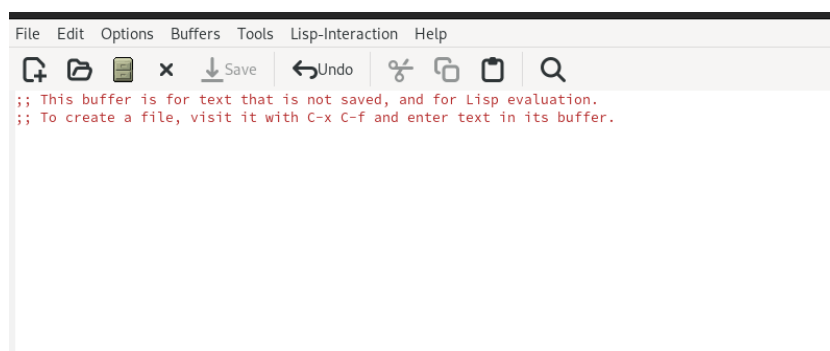 File Edit Options Buffers Tools Lisp-Interaction Help
Save Undo
;; This buffer is for text that is not saved, and for Lisp evaluation.
;; To create a file, visit it with C-x C-f and enter text in its buffer.